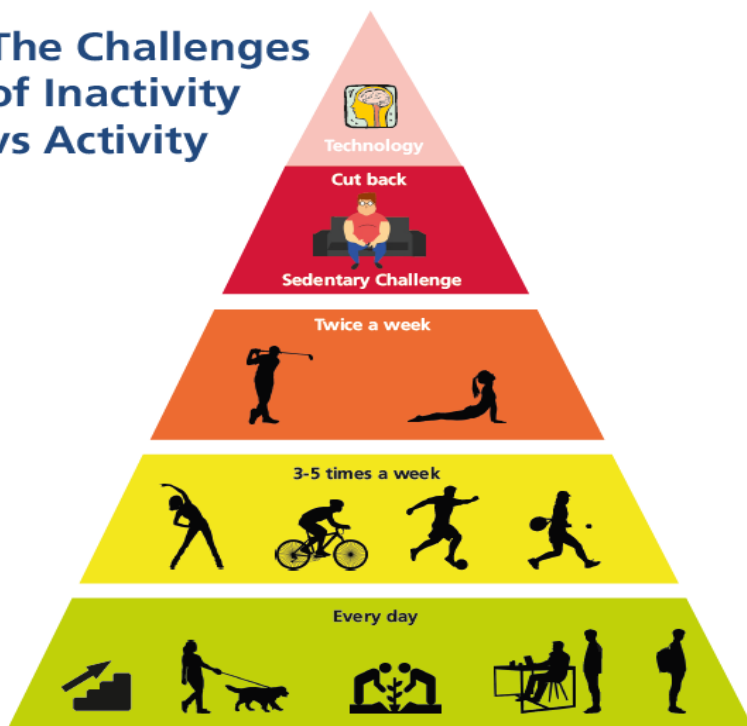 The Challenges
of Inactivity
vs Activity
Technology
Cut back
Sedentary Challenge
Twice a week
3-5 times a week
Every day